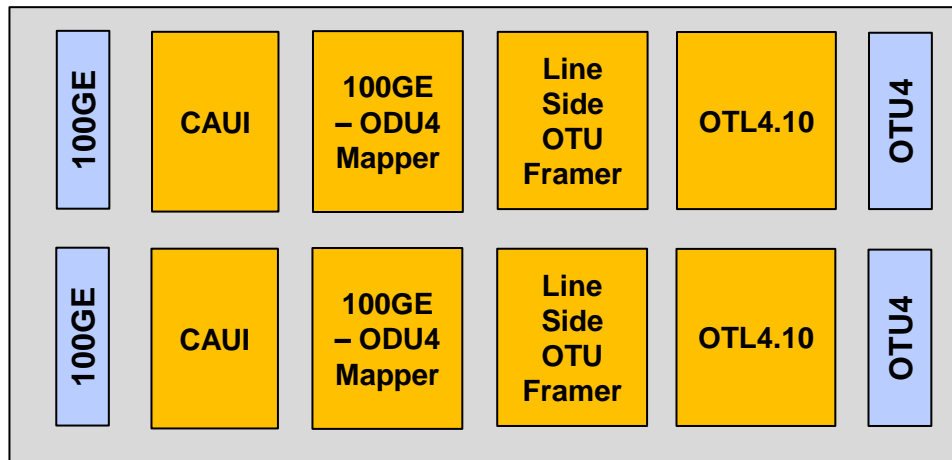 100GE
CAUI
100GE
– ODU4
Mapper
Line
Side
OTU
Framer
OTL4.10
OTU4
100GE
CAUI
100GE
– ODU4
Mapper
Line
Side
OTU
Framer
OTL4.10
OTU4